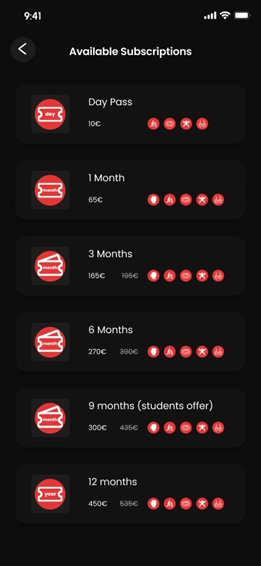 9:41
Available Subscriptions
day
Day Pass
10€
month
1 Month
65€
month
3 Months
165€ 195€
month
6 Months
270€ 390€
month
9 months (students offer)
300€ 435€
year
12 months
450€ 535€